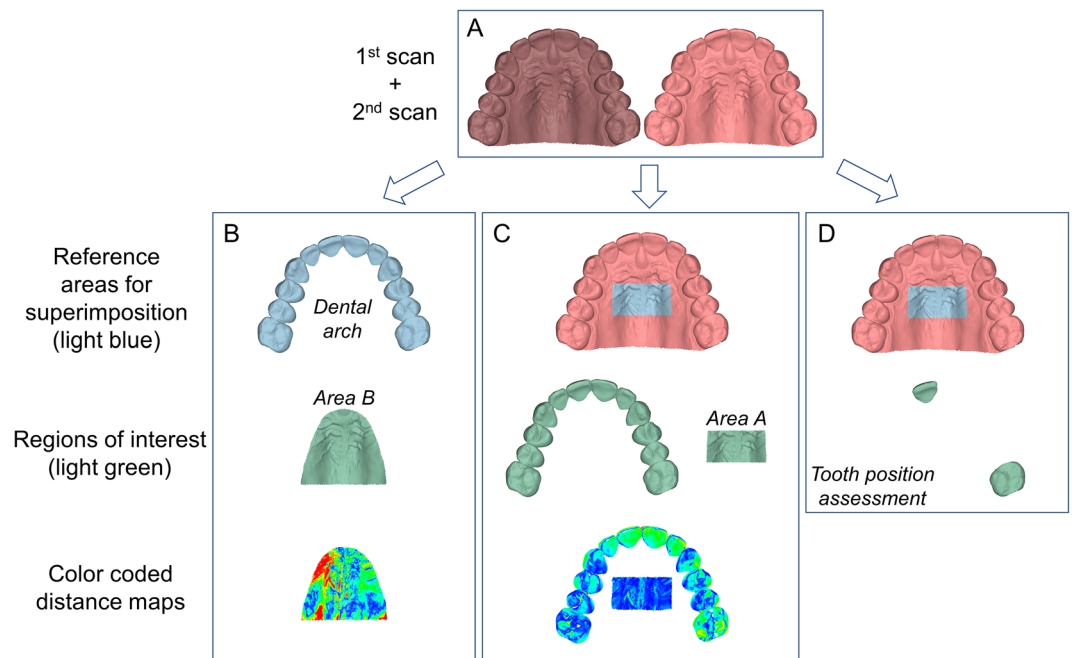 A
1st scan
+
2nd scan
B
C
D
Reference
areas for
superimposition
(light blue)
Dental
arch
Regions of interest
(light green)
Area B
Area A
Tooth position
assessment
Color coded
distance maps